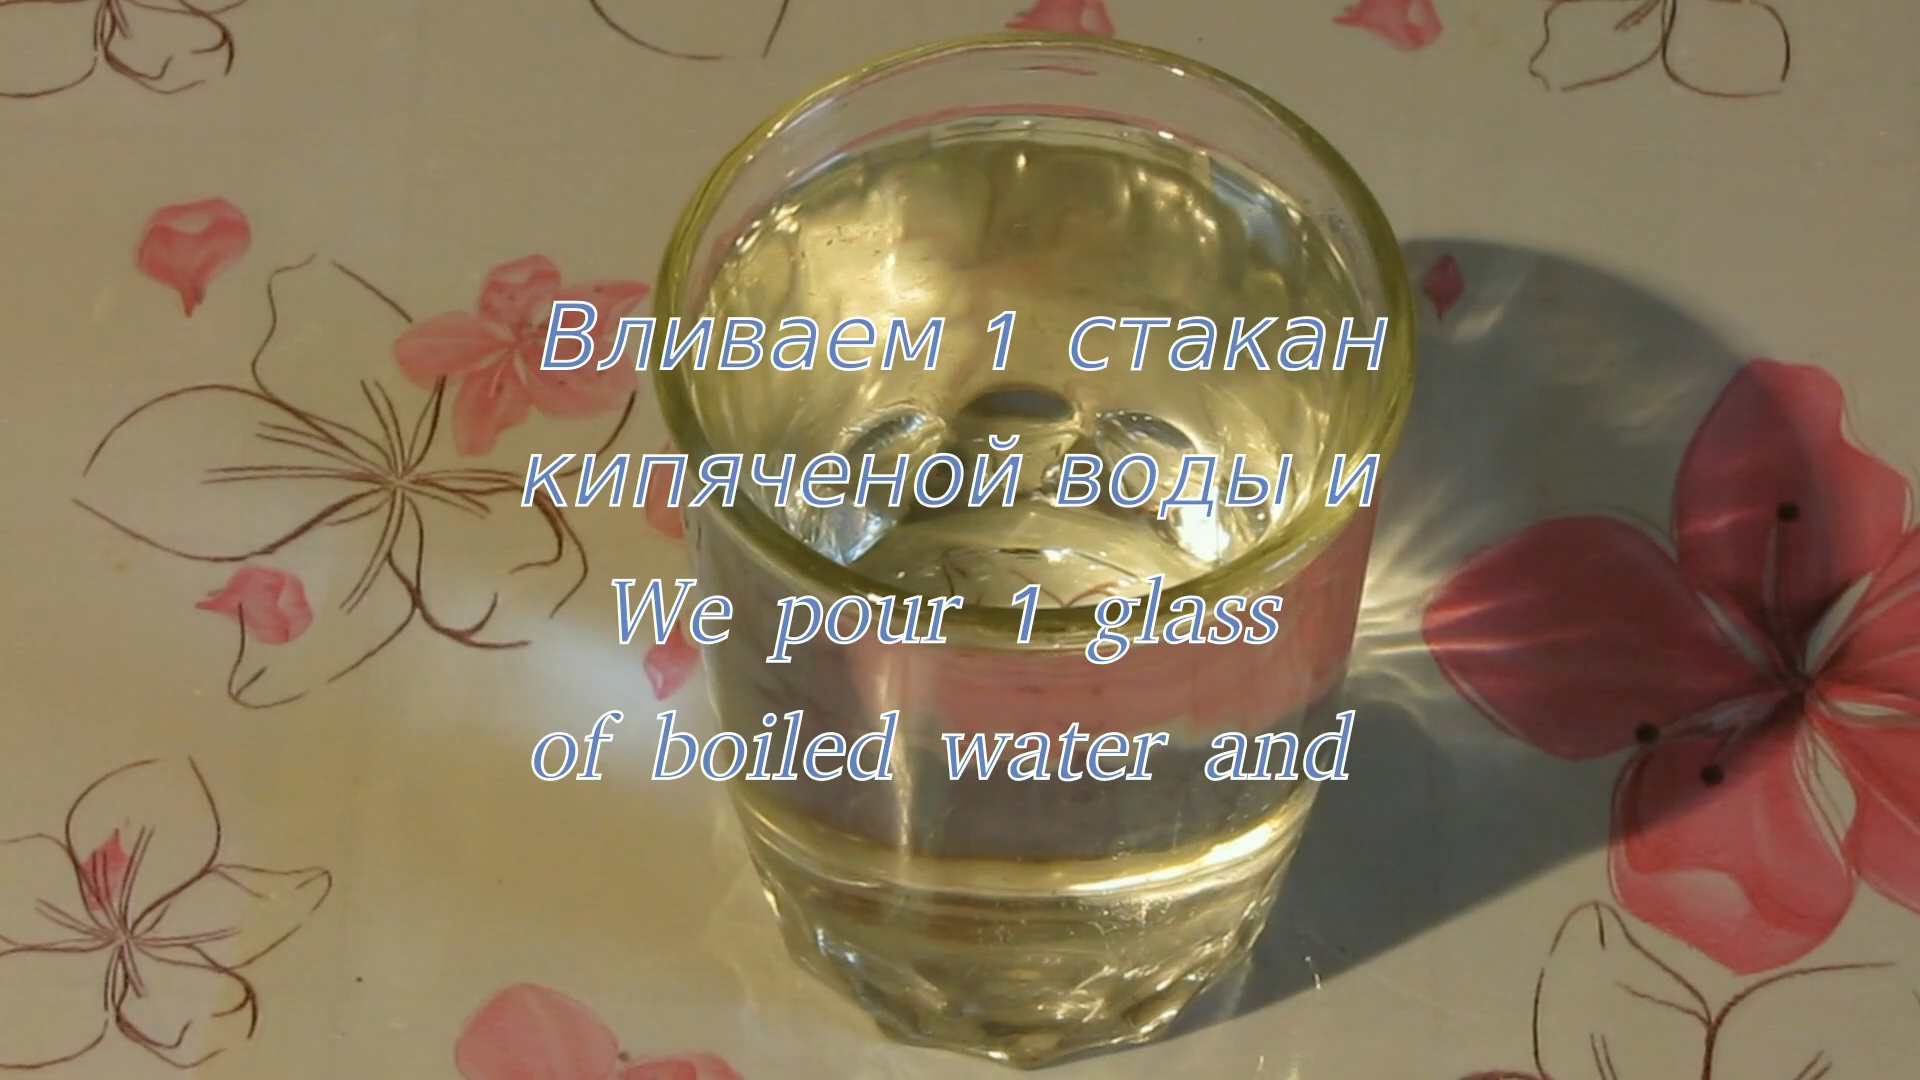 Вливаем 1 стакан
кипяченой воды и
We pour 1 glass
of boiled water and